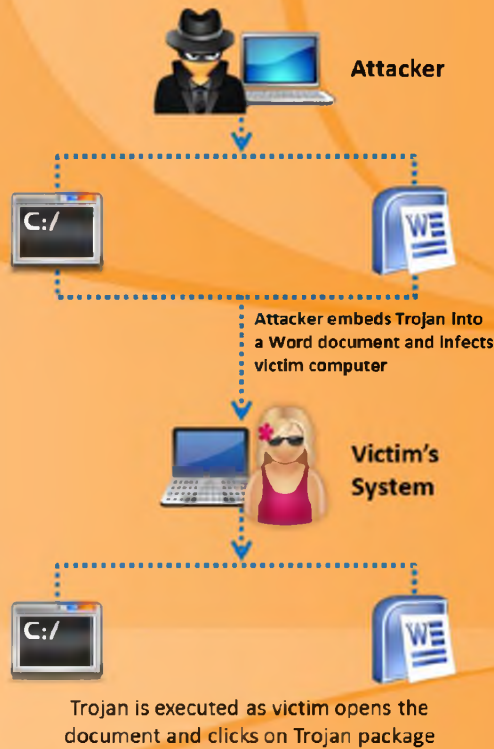 Attacker
C:/
W
Attacker embeds Trojan into
a Word document and infects
victim computer
Victim's
System
C:/
W
Trojan is executed as victim opens the
document and clicks on Trojan package